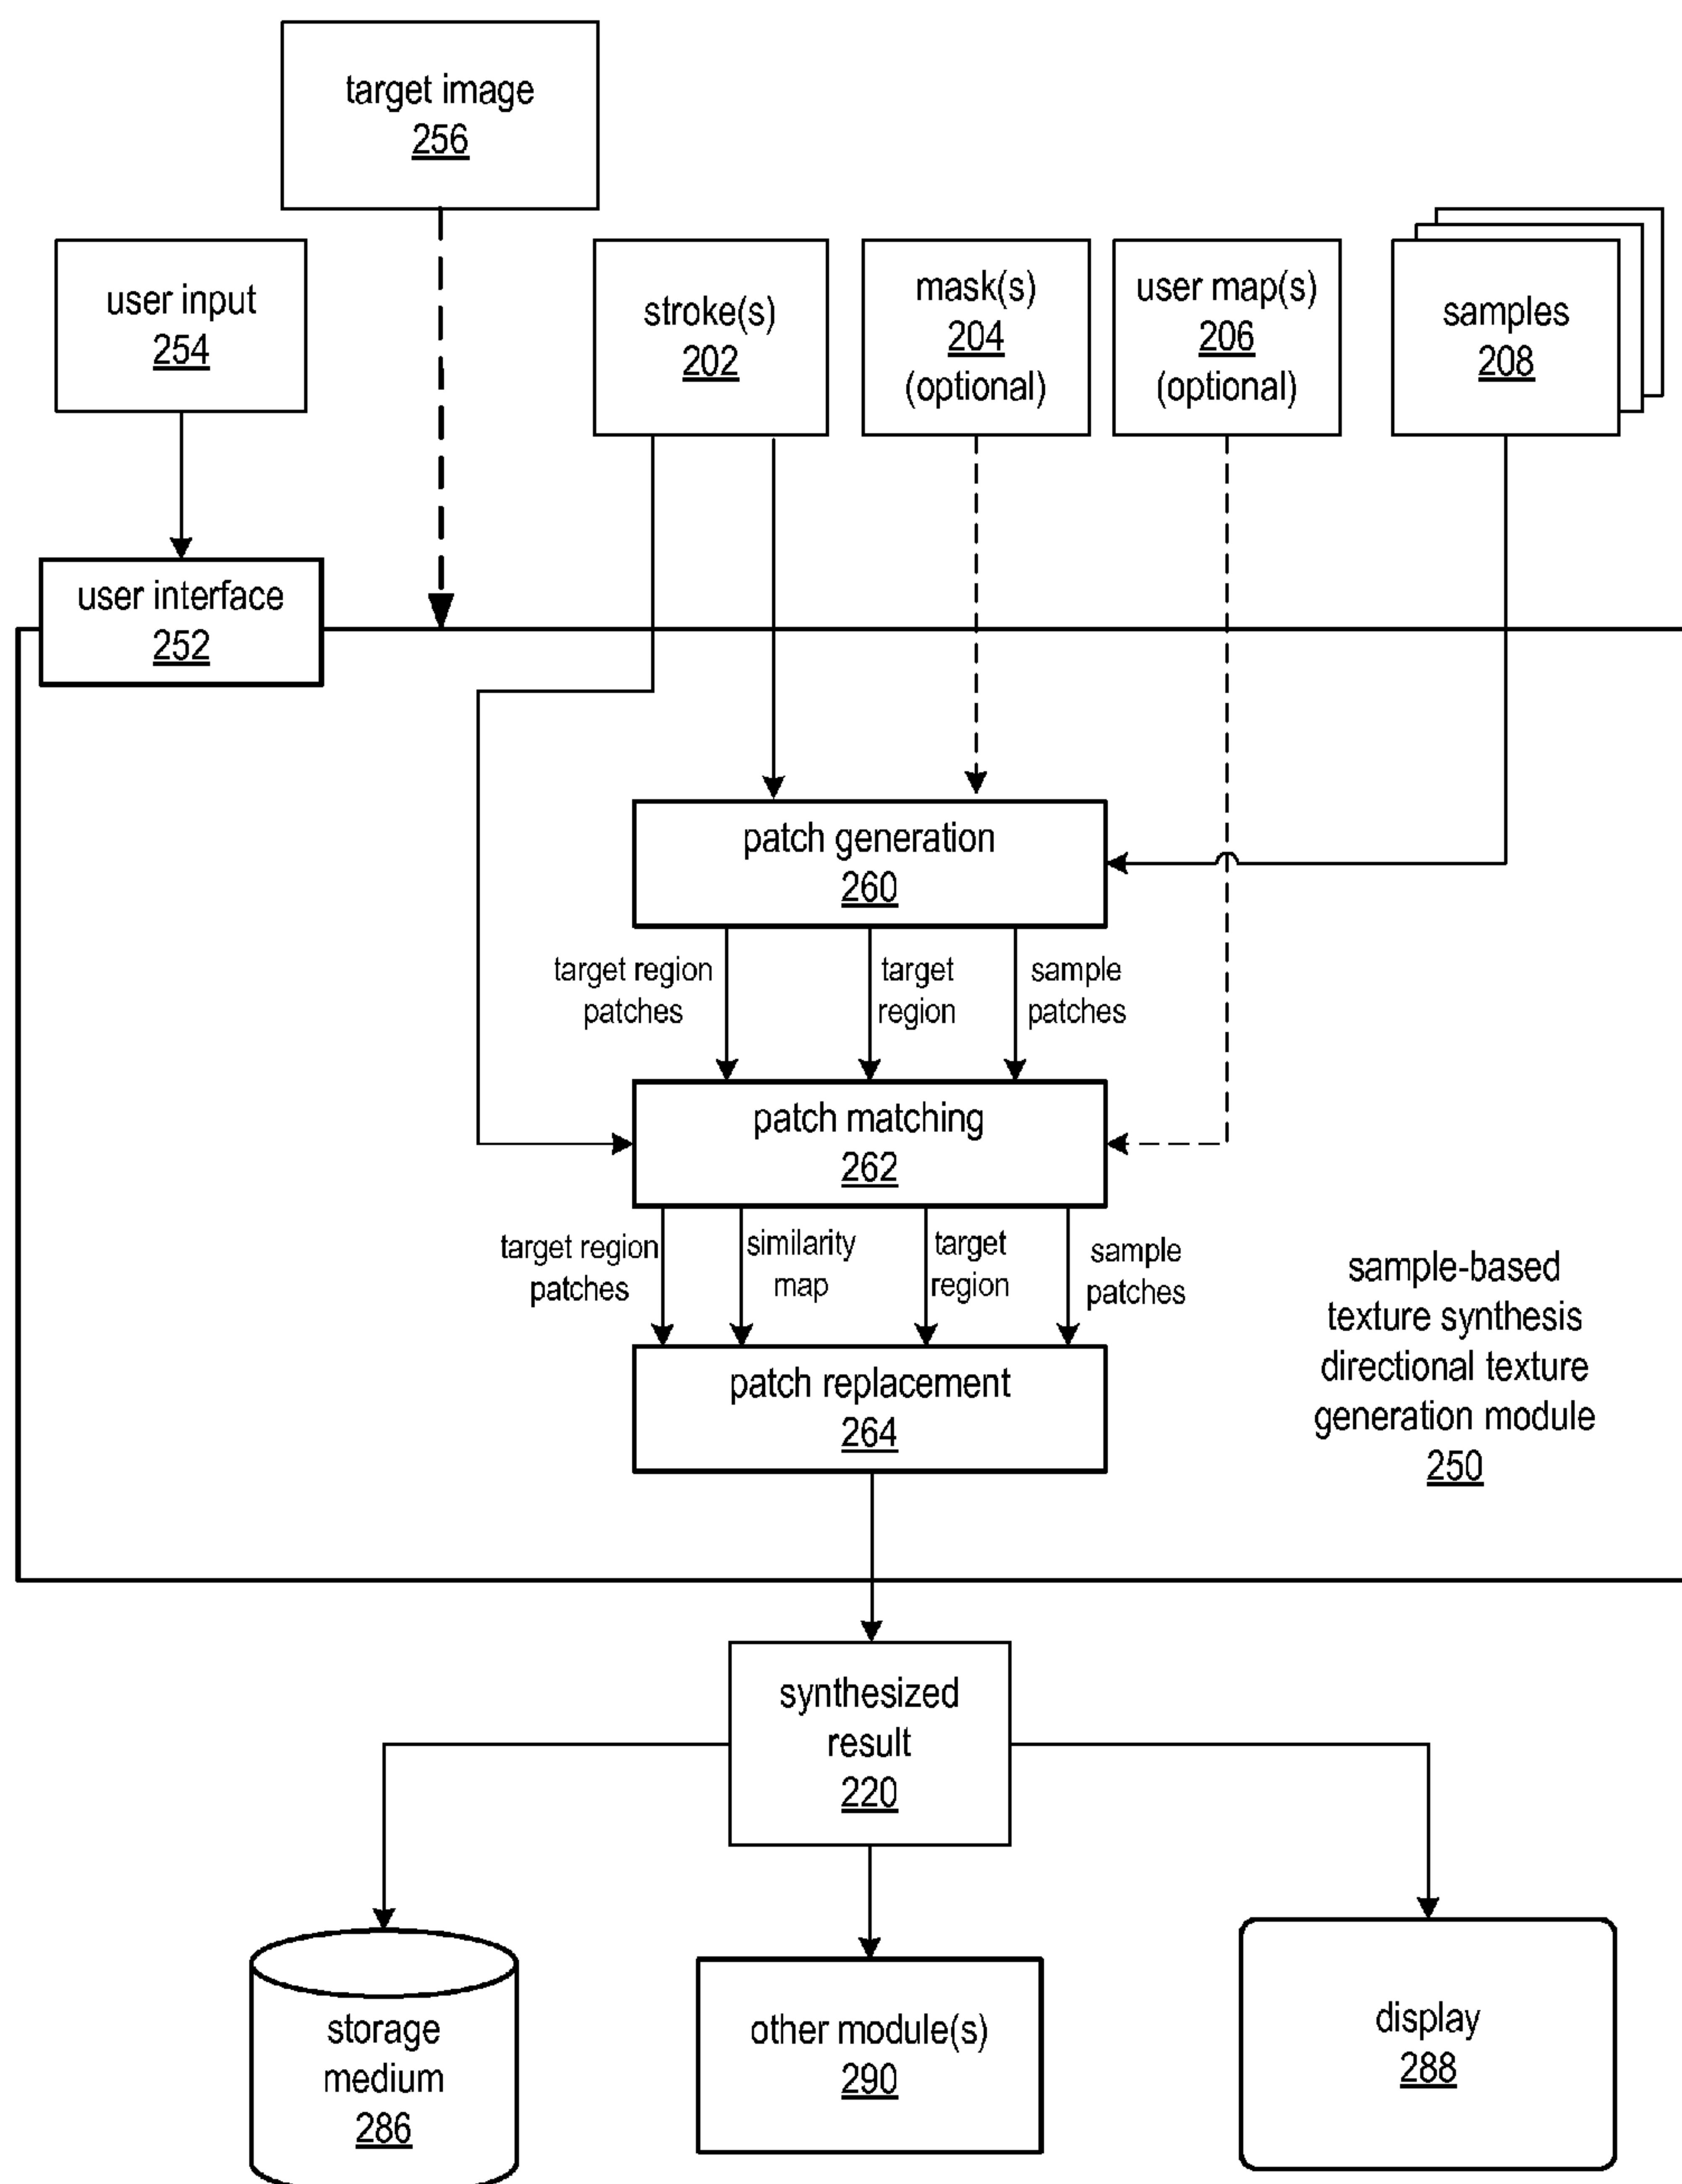 target image
256
user input
254
stroke(s)
202
mask(s)
204
(optional)
user map(s)
206
(optional)
samples
208
user interface
252
patch generation
260
target region
patches
target
region
sample
patches
patch matching
262
target region
patches
similarity
map
target
region
sample
patches
patch replacement
264
sample-based
texture synthesis
directional texture
generation module
250
synthesized
result
220
storage
medium
286
other module(s)
290
display
288